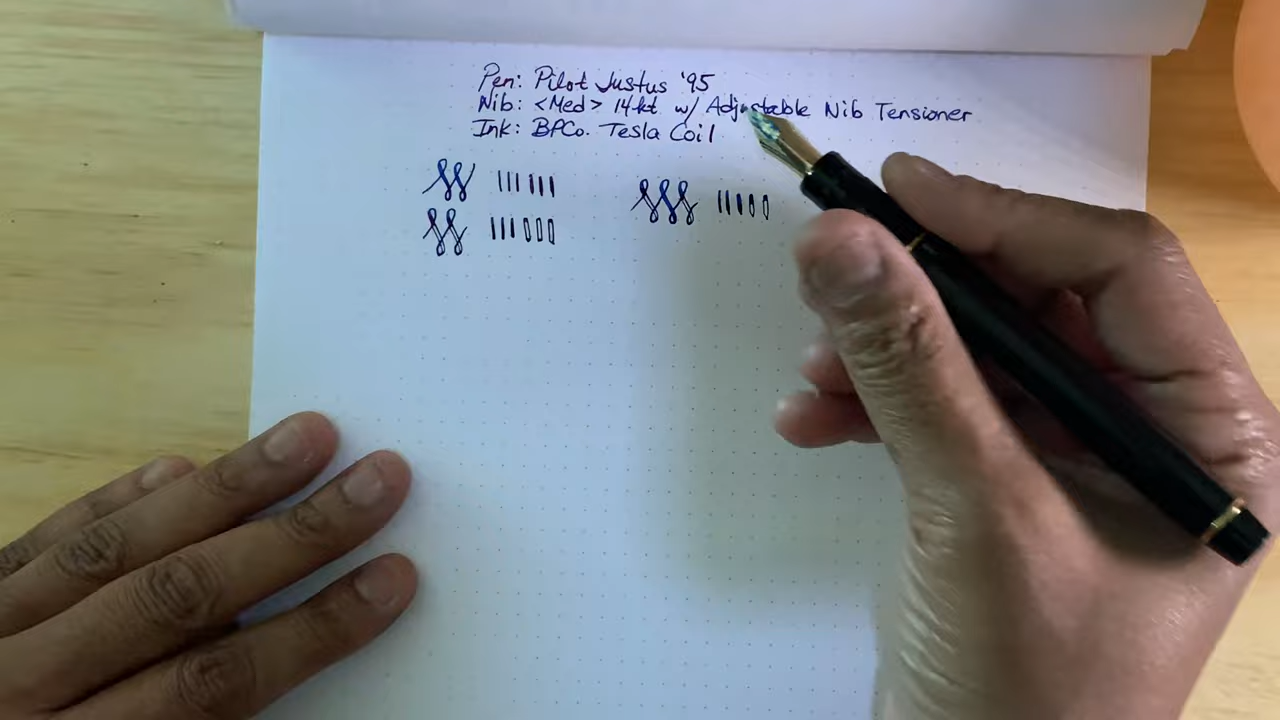 Pen: Pilot Justus '95
Nib: <Med> 14kt w/ Adjustable Nib Tensioner
Ink: BPCo. Tesla Coil